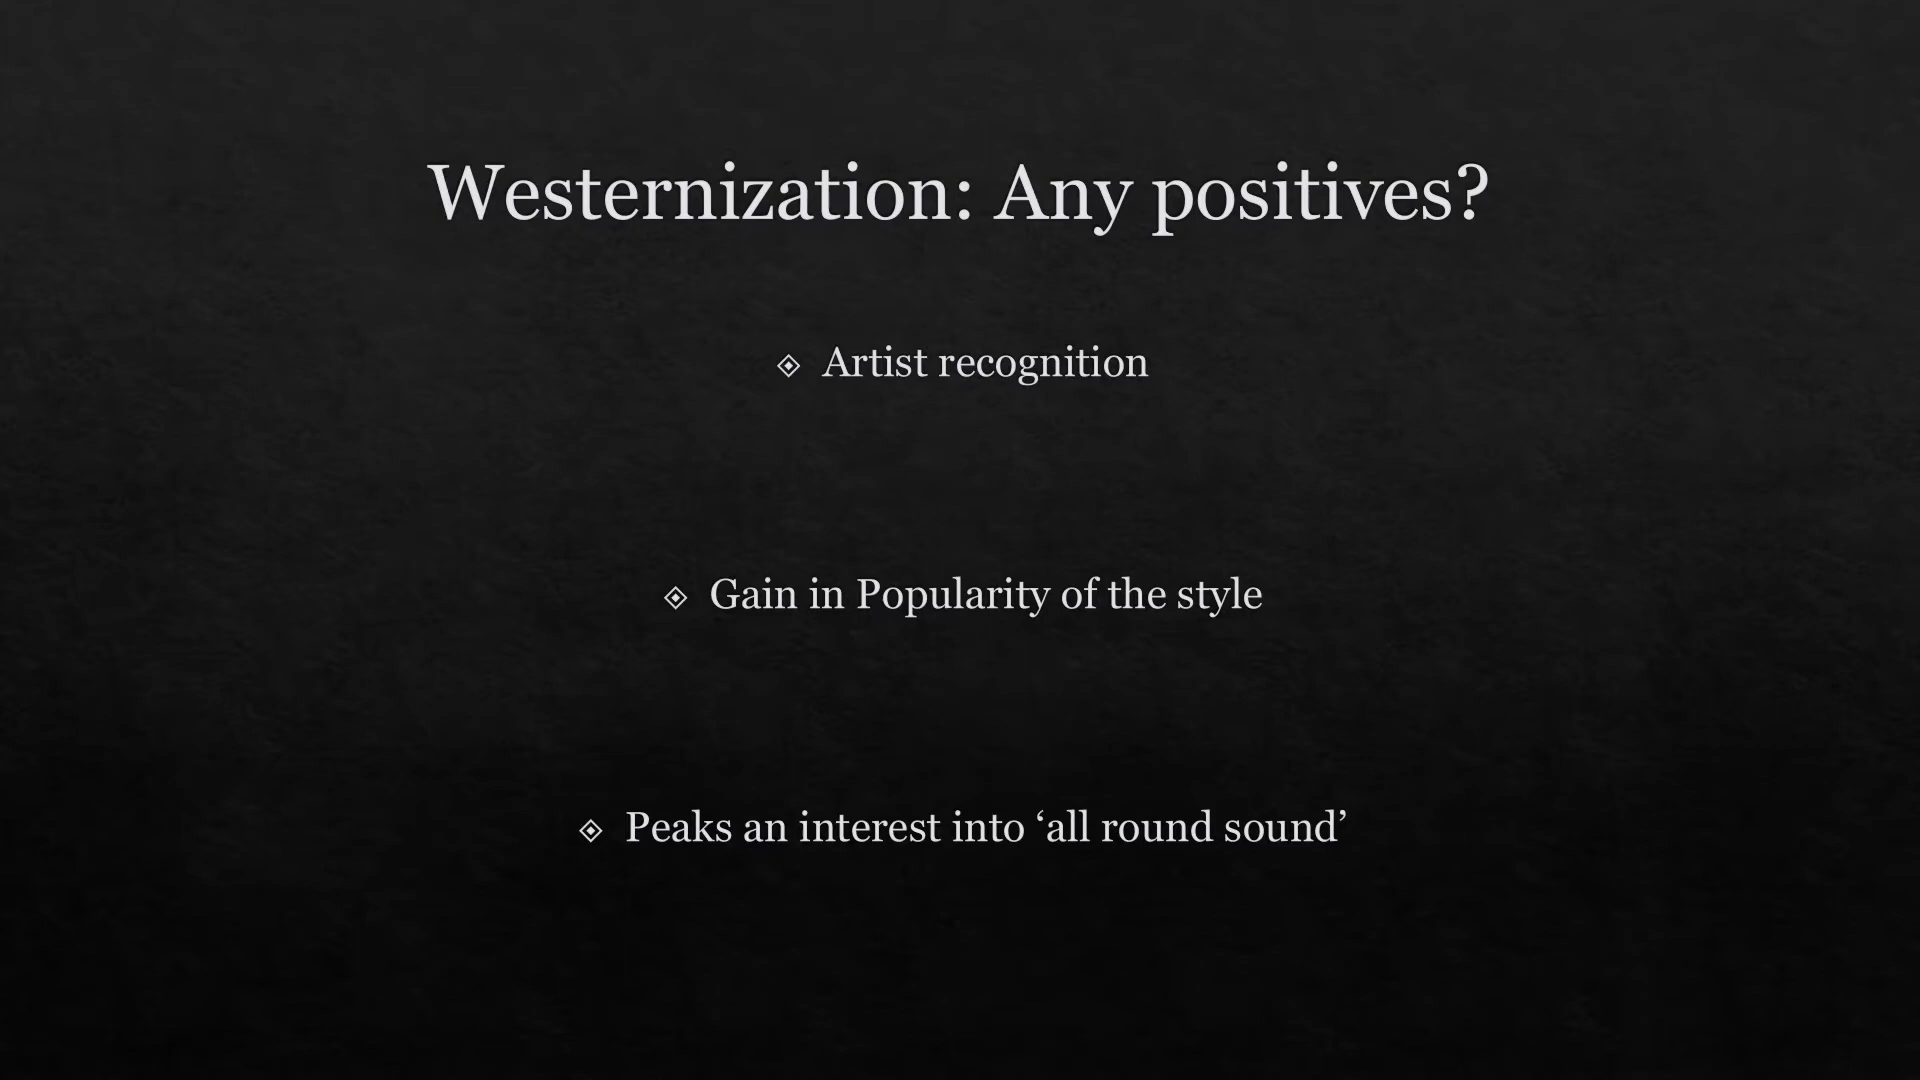 Westernization: Any positives?
Artist recognition
Gain in Popularity of the style
Peaks an interest into ‘all round sound’